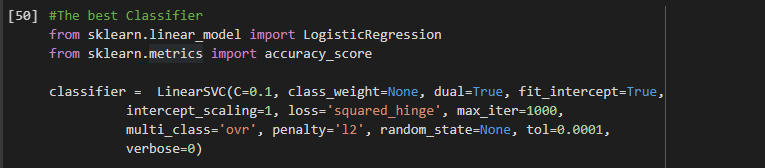 [50] #The best Classifier
from sklearn.linear_model import LogisticRegression
from sklearn.metrics import accuracy_score
classifier =  LinearSVC(C=0.1, class_weight=None, dual=True, fit_intercept=True,
intercept_scaling=1, loss='squared_hinge', max_iter=1000,
multi_class='ovr', penalty='l2', random_state=None, tol=0.0001,
verbose=0)